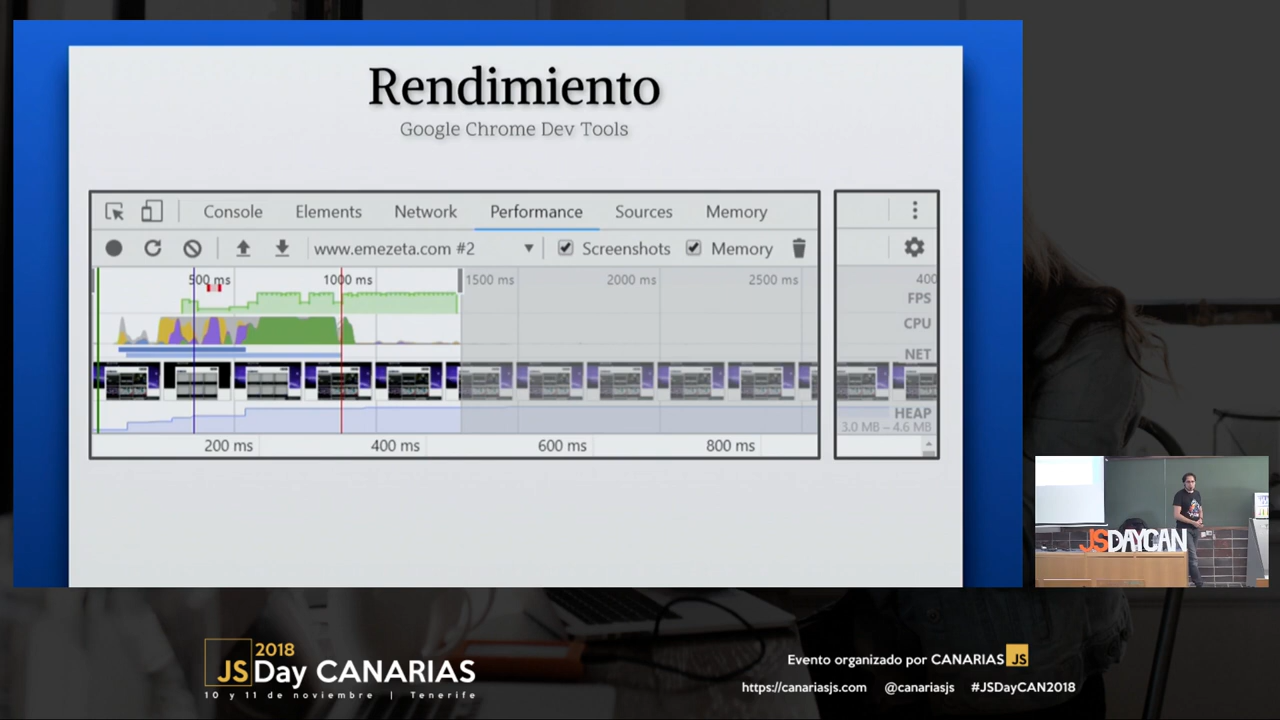 Rendimiento
Google Chrome Dev Tools
Console Elements Network Performance Sources Memory
www.emezeta.com #2 Screenshots Memory
500 ms 1000 ms 1500 ms 2000 ms 2500 ms 400
FPS
CPU
NET
HEAP
3.0 MB – 4.6 MB
200 ms 400 ms 600 ms 800 ms
JSDAYCAN
2018
JSDay CANARIAS
10 y 11 de noviembre | Tenerife
Evento organizado por CANARIAS JS
https://canariasjs.com @canariasjs #JSDayCAN2018